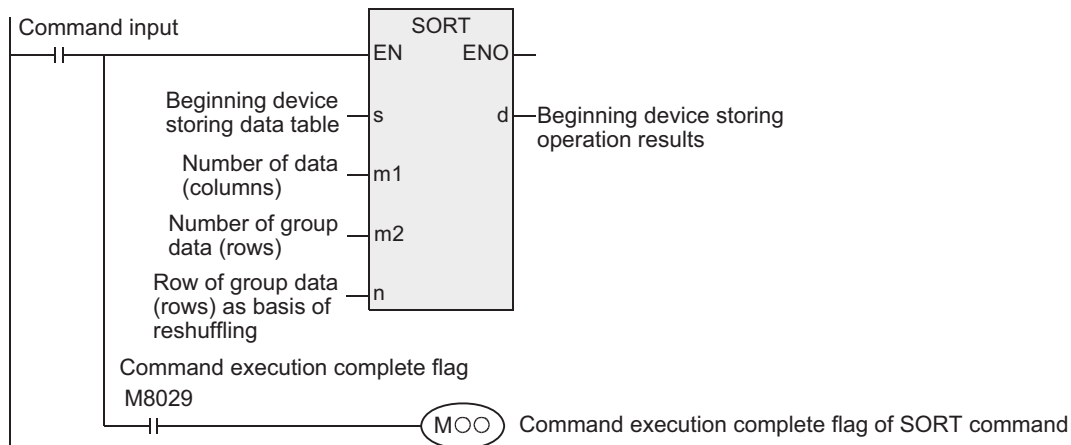 Command input
SORT
EN
ENO
Beginning device
storing data table
s
d
Beginning device storing
operation results
Number of data
(columns)
m1
Number of group
data (rows)
m2
Row of group data
(rows) as basis of
reshuffling
n
Command execution complete flag
M8029
M○○
Command execution complete flag of SORT command